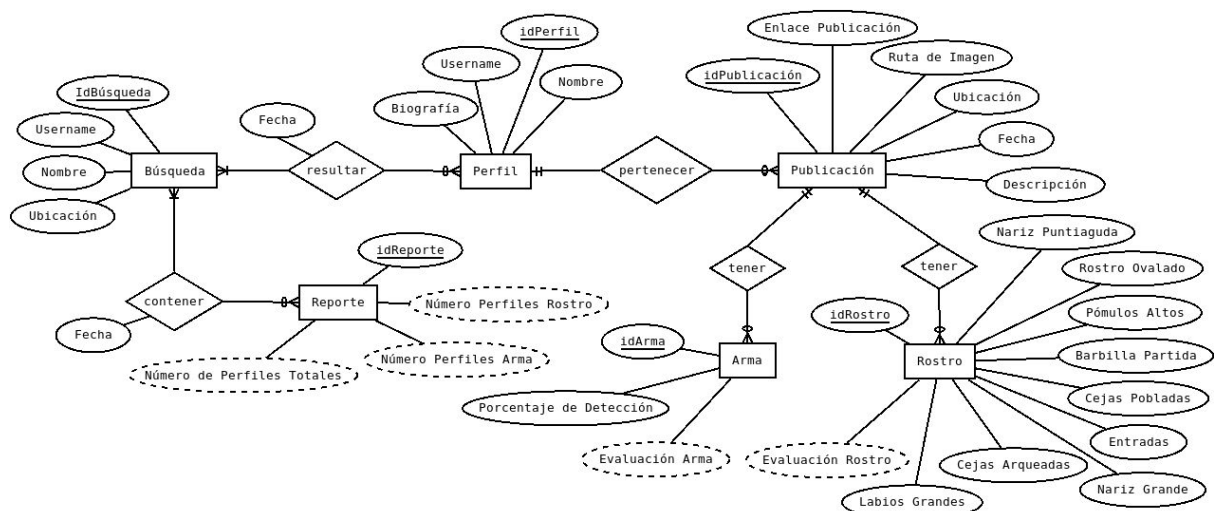 Enlace Publicación
idPerfil
Ruta de Imagen
Username
idPublicación
Nombre
IdBúsqueda
Ubicación
Biografía
Fecha
Username
Fecha
Búsqueda
resultar
Perfil
pertenecer
Publicación
Nombre
Descripción
Ubicación
Nariz Puntiaguda
idReporte
tener
tener
Rostro Ovalado
contener
Reporte
Número Perfiles Rostro
idRostro
Pómulos Altos
Fecha
idArma
Número Perfiles Arma
Arma
Rostro
Barbilla Partida
Número de Perfiles Totales
Cejas Pobladas
Porcentaje de Detección
Entradas
Evaluación Arma
Evaluación Rostro
Cejas Arqueadas
Nariz Grande
Labios Grandes